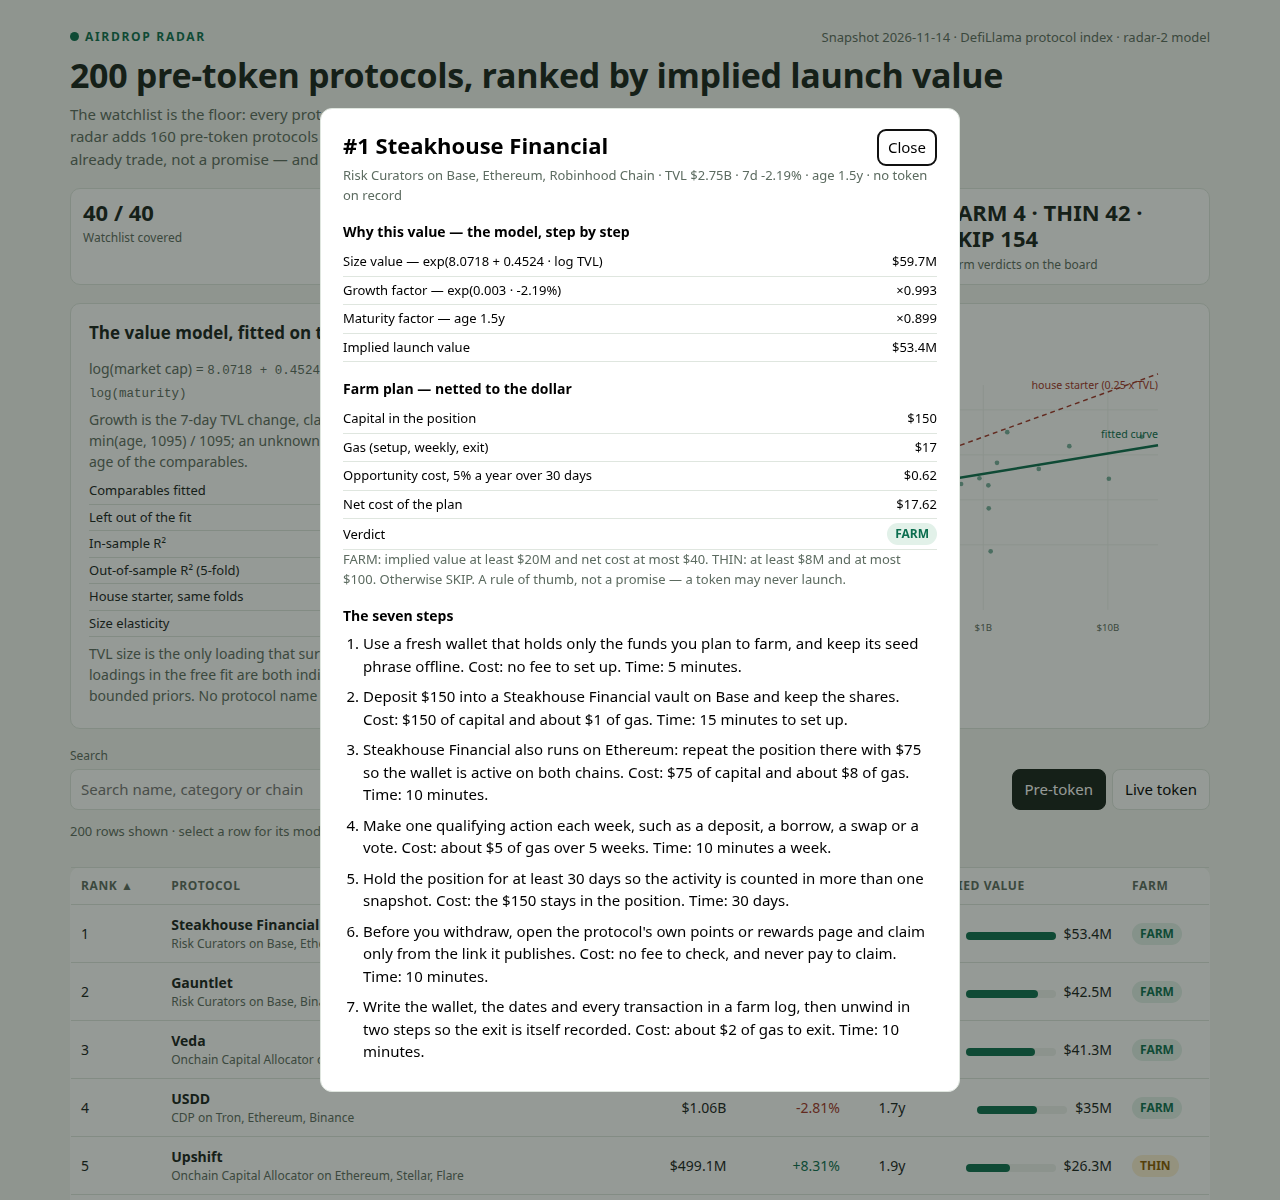 AIRDROP RADAR
Snapshot 2026-11-14 · DefiLlama protocol index · radar-2 model
200 pre-token protocols, ranked by implied launch value
The watchlist is the floor: every
radar adds 160 pre-token protocols
already trade, not a promise — and
40 / 40
Watchlist covered
FARM 4 · THIN 42 ·
SKIP 154
verdicts on the board
The value model, fitted on
log(market cap) = 8.0718 + 0.4524
log(maturity)
Growth is the 7-day TVL change,
min(age, 1095) / 1095; an unknown
age of the comparables.
Comparables fitted
Left out of the fit
In-sample R²
Out-of-sample R² (5-fold)
House starter, same folds
Size elasticity
TVL size is the only loading that
loadings in the free fit are both
bounded priors. No protocol name
house starter (0.25 x TVL)
fitted curve
$1B
$10B
#1 Steakhouse Financial
Close
Risk Curators on Base, Ethereum, Robinhood Chain · TVL $2.75B · 7d -2.19% · age 1.5y · no token
on record
Why this value — the model, step by step
Size value — exp(8.0718 + 0.4524 · log TVL) $59.7M
Growth factor — exp(0.003 · -2.19%) ×0.993
Maturity factor — age 1.5y ×0.899
Implied launch value $53.4M
Farm plan — netted to the dollar
Capital in the position $150
Gas (setup, weekly, exit) $17
Opportunity cost, 5% a year over 30 days $0.62
Net cost of the plan $17.62
Verdict FARM
FARM: implied value at least $20M and net cost at most $40. THIN: at least $8M and at most
$100. Otherwise SKIP. A rule of thumb, not a promise — a token may never launch.
The seven steps
1. Use a fresh wallet that holds only the funds you plan to farm, and keep its seed
phrase offline. Cost: no fee to set up. Time: 5 minutes.
2. Deposit $150 into a Steakhouse Financial vault on Base and keep the shares.
Cost: $150 of capital and about $1 of gas. Time: 15 minutes to set up.
3. Steakhouse Financial also runs on Ethereum: repeat the position there with $75
so the wallet is active on both chains. Cost: $75 of capital and about $8 of gas.
Time: 10 minutes.
4. Make one qualifying action each week, such as a deposit, a borrow, a swap or a
vote. Cost: about $5 of gas over 5 weeks. Time: 10 minutes a week.
5. Hold the position for at least 30 days so the activity is counted in more than one
snapshot. Cost: the $150 stays in the position. Time: 30 days.
6. Before you withdraw, open the protocol's own points or rewards page and claim
only from the link it publishes. Cost: no fee to check, and never pay to claim.
Time: 10 minutes.
7. Write the wallet, the dates and every transaction in a farm log, then unwind in
two steps so the exit is itself recorded. Cost: about $2 of gas to exit. Time: 10
minutes.
Search
Search name, category or chain
Pre-token
Live token
200 rows shown · select a row for its
RANK ▲ PROTOCOL VALUE FARM
1 Steakhouse Financial $53.4M FARM
Risk Curators on Base,
2 Gauntlet $42.5M FARM
Risk Curators on Base,
3 Veda $41.3M FARM
Onchain Capital Allocator
4 USDD $1.06B -2.81% 1.7y $35M FARM
CDP on Tron, Ethereum, Binance
5 Upshift $499.1M +8.31% 1.9y $26.3M THIN
Onchain Capital Allocator on Ethereum, Stellar, Flare